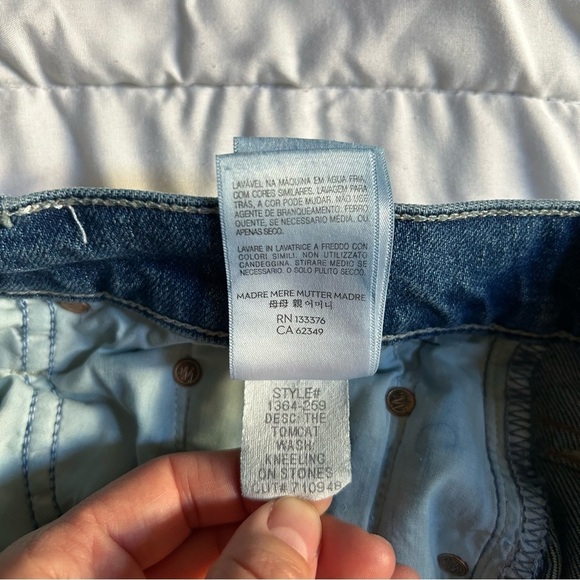 LAVÁVEL NA MÁQUINA EM ÁGUA FRIA,
COM CORES SIMILARES. LAVAGEM PARA
TRÁS, A COR PODE MUDAR. NÃO USE
AGENTE DE BRANQUEAMENTO. FERRO
QUENTE, SE NECESSÁRIO MEDIA, OU
APENAS SECO.
LAVARE IN LAVATRICE A FREDDO CON
COLORI SIMILI. NON UTILIZZATO
CANDEGGINA. STIRARE MEDIO SE
NECESSARIO. O SOLO PULITO SECCO.
MADRE MERE MUTTER MADRE
母母 親 어머니
RN 133376
CA 62349
STYLE#
1364-259
DESC: THE
TOMCAT
WASH:
KNEELING
ON STONES
CUT# 710948